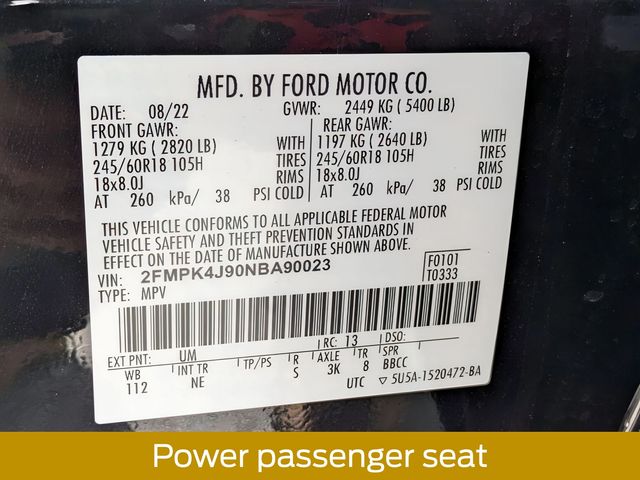 MFD. BY FORD MOTOR CO.
DATE: 08/22 GVWR: 2449 KG ( 5400 LB)
FRONT GAWR: REAR GAWR:
1279 KG ( 2820 LB) WITH 1197 KG ( 2640 LB) WITH
245/60R18 105H TIRES 245/60R18 105H TIRES
18x8.0J RIMS 18x8.0J RIMS
AT 260 kPa/ 38 PSI COLD AT 260 kPa/ 38 PSI COLD
THIS VEHICLE CONFORMS TO ALL APPLICABLE FEDERAL MOTOR
VEHICLE SAFETY AND THEFT PREVENTION STANDARDS IN
EFFECT ON THE DATE OF MANUFACTURE SHOWN ABOVE.
VIN: 2FMPK4J90NBA90023 F0101
TYPE: MPV T0333
EXT PNT: UM RC: 13 DSO:
WB INT TR TP/PS R AXLE TR SPR
112 NE S 3K 8 BBCC
UTC ▽ 5U5A-1520472-BA
Power passenger seat